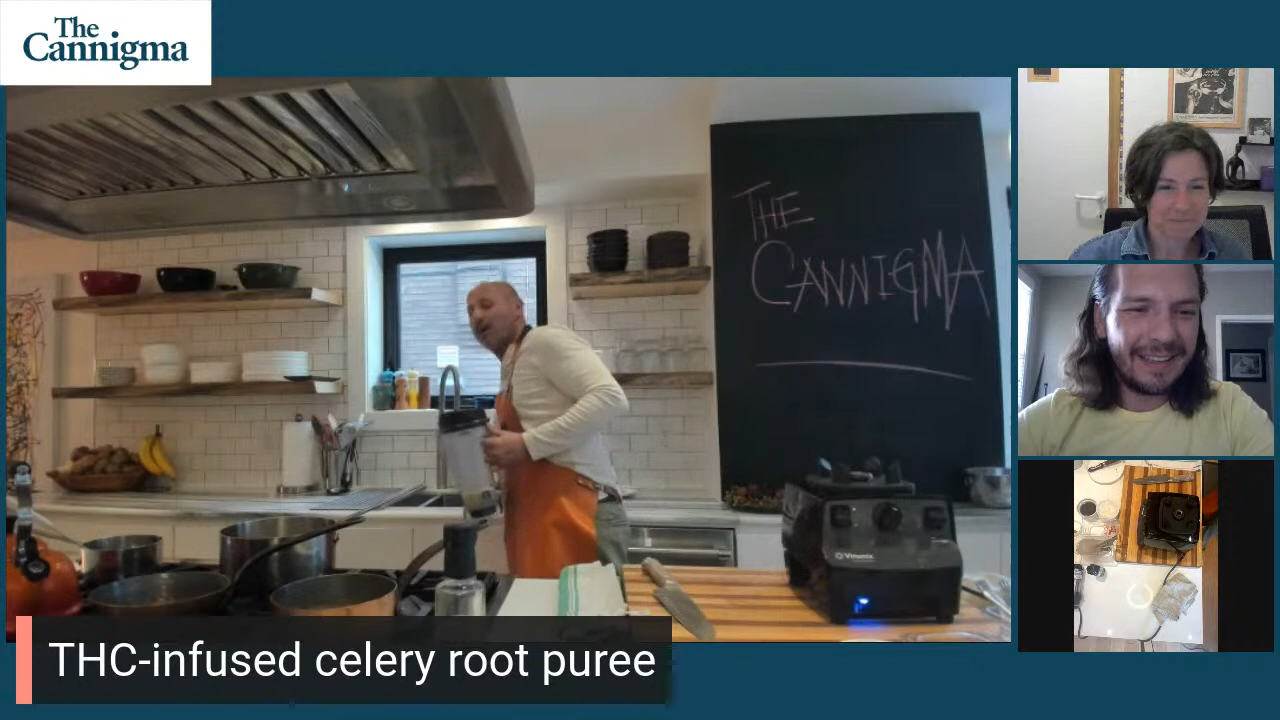 The
Cannigma
THE
CANNIGMA
Vitamix
THC-infused celery root puree